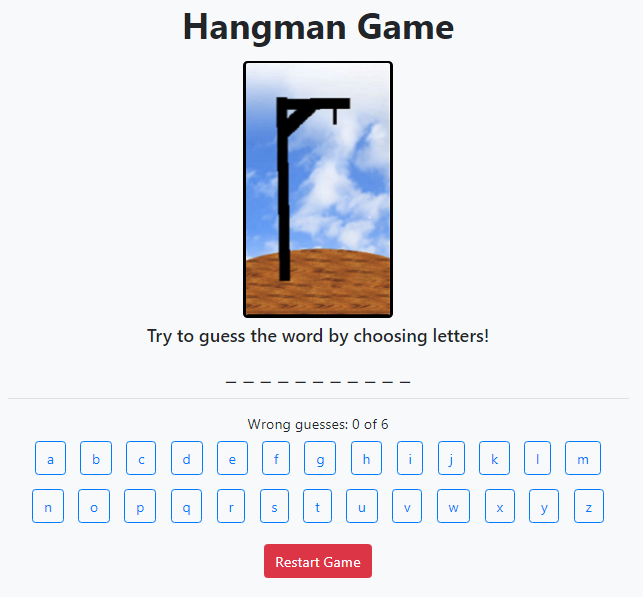 Hangman Game
Try to guess the word by choosing letters!
_ _ _ _ _ _ _ _ _ _ _
Wrong guesses: 0 of 6
a b c d e f g h i j k l m
n o p q r s t u v w x y z
Restart Game